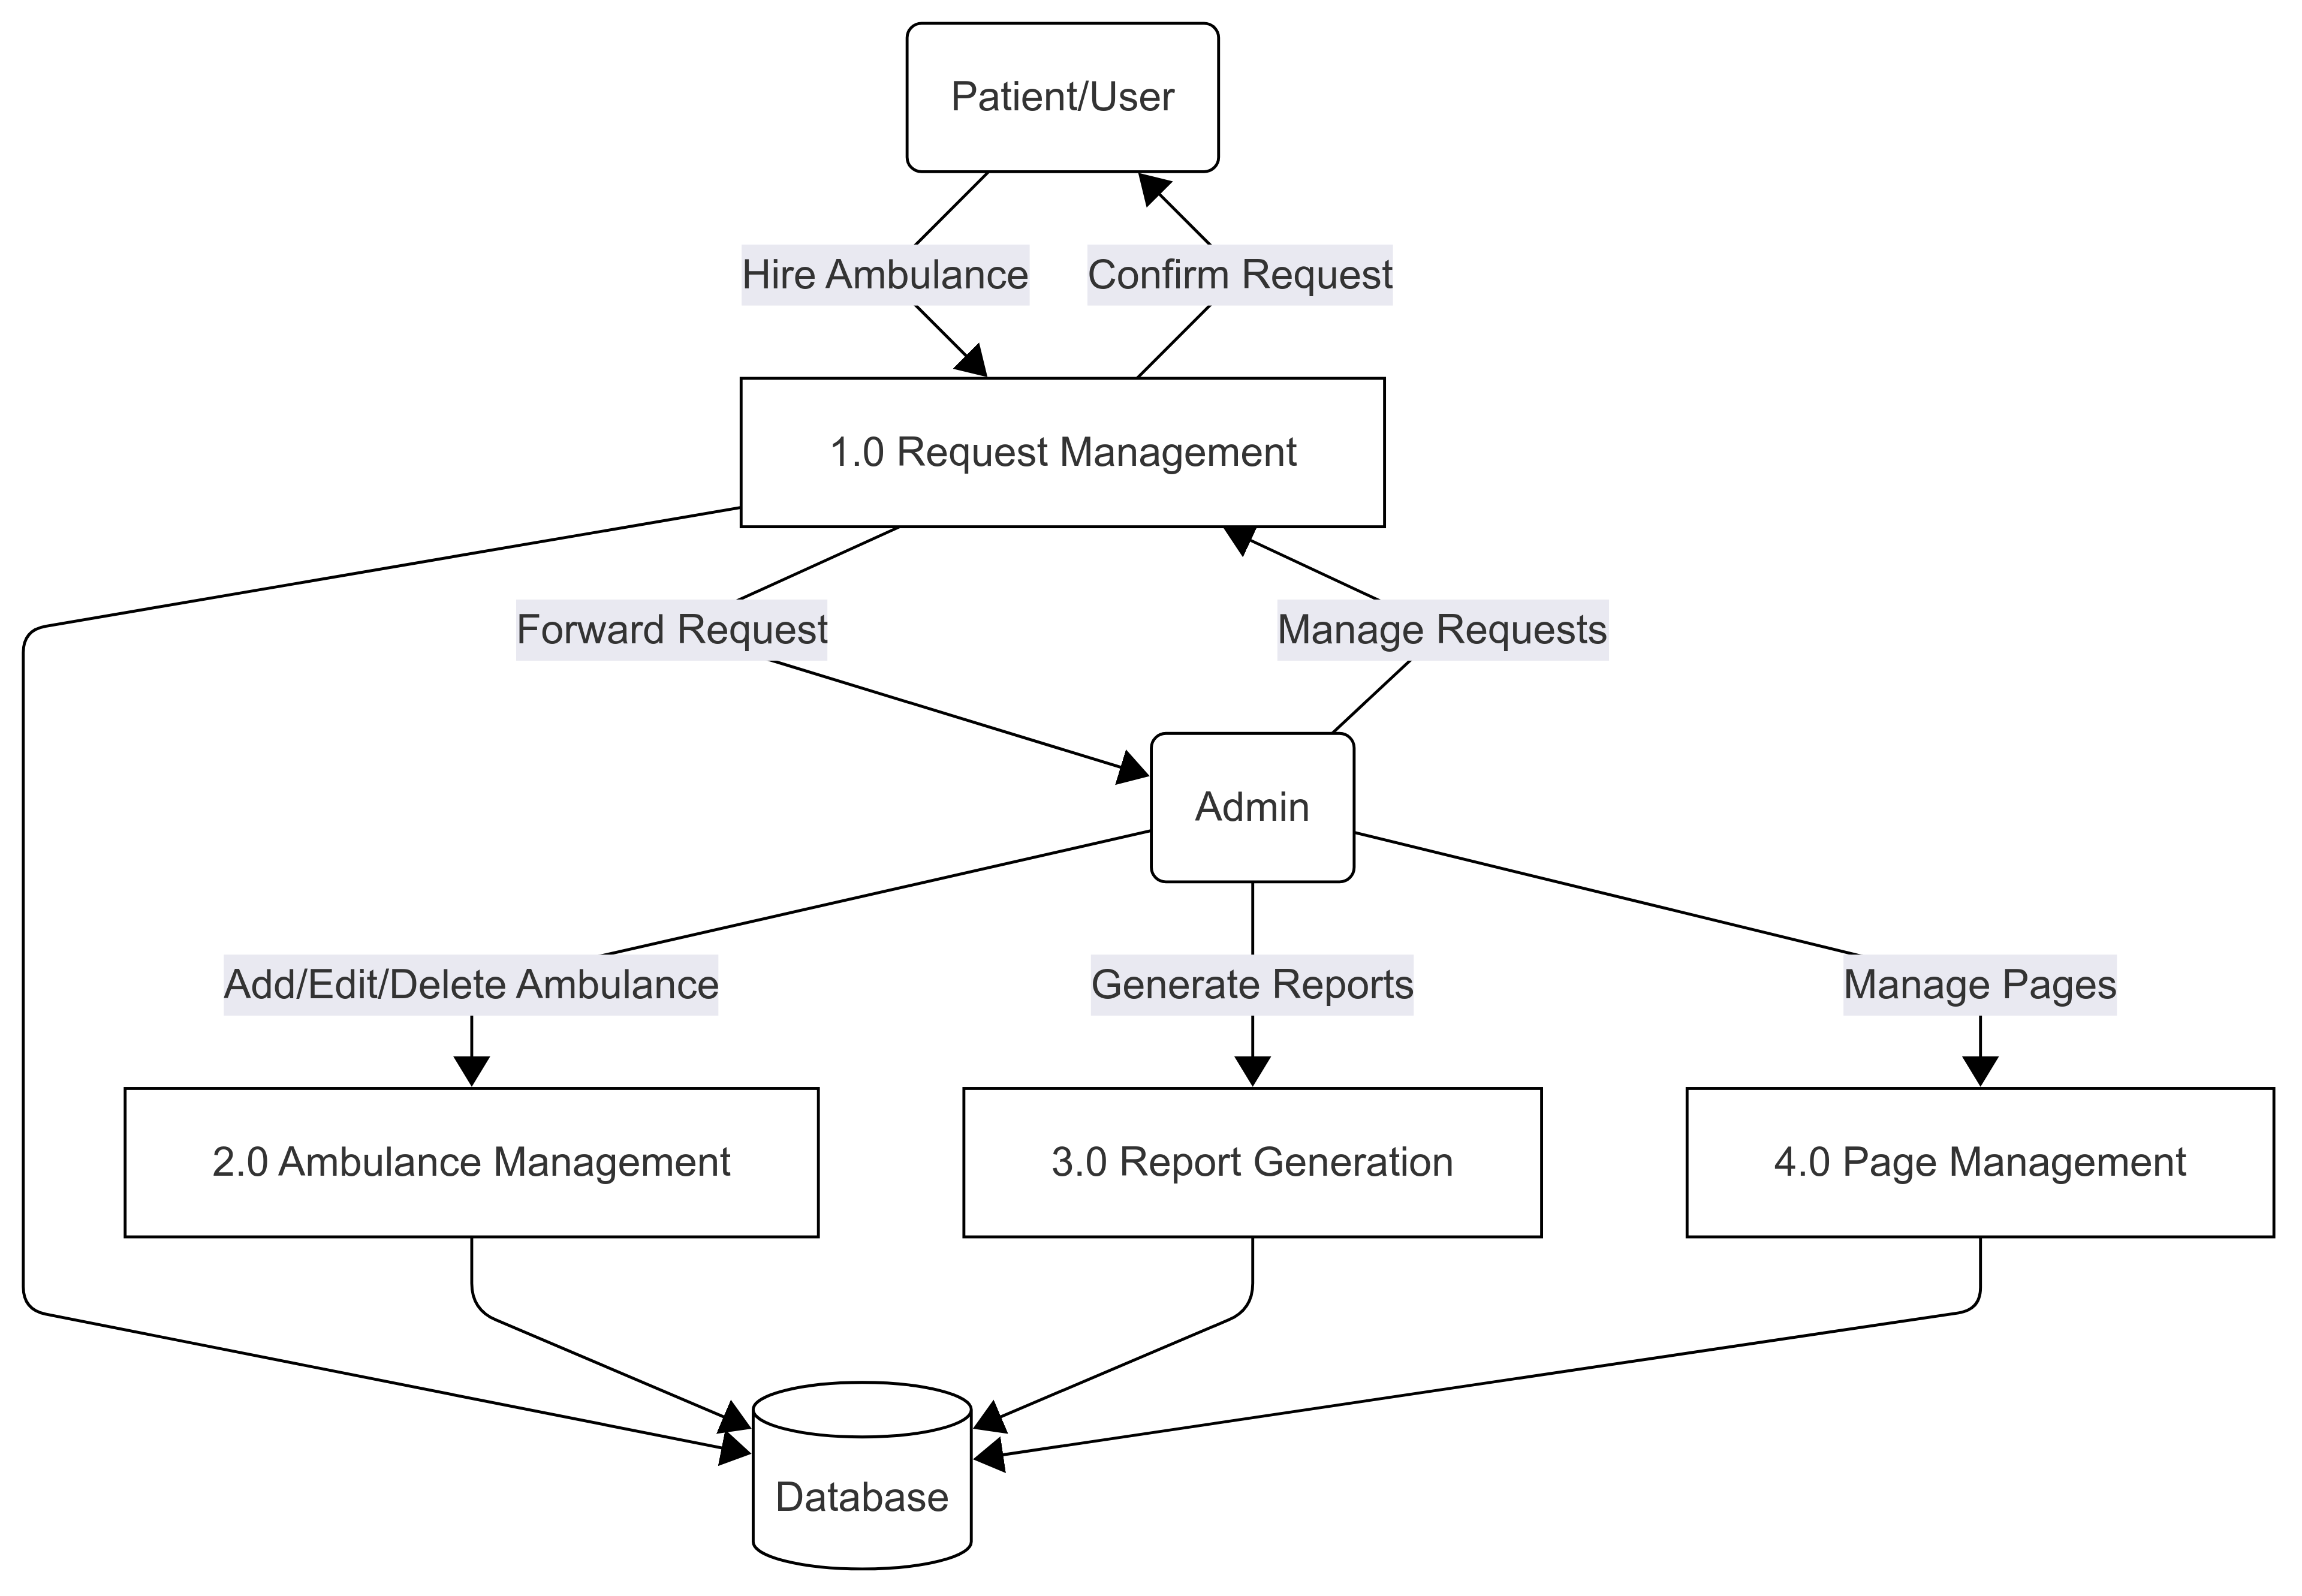 Patient/User
Hire Ambulance
Confirm Request
1.0 Request Management
Forward Request
Manage Requests
Admin
Add/Edit/Delete Ambulance
Generate Reports
Manage Pages
2.0 Ambulance Management
3.0 Report Generation
4.0 Page Management
Database